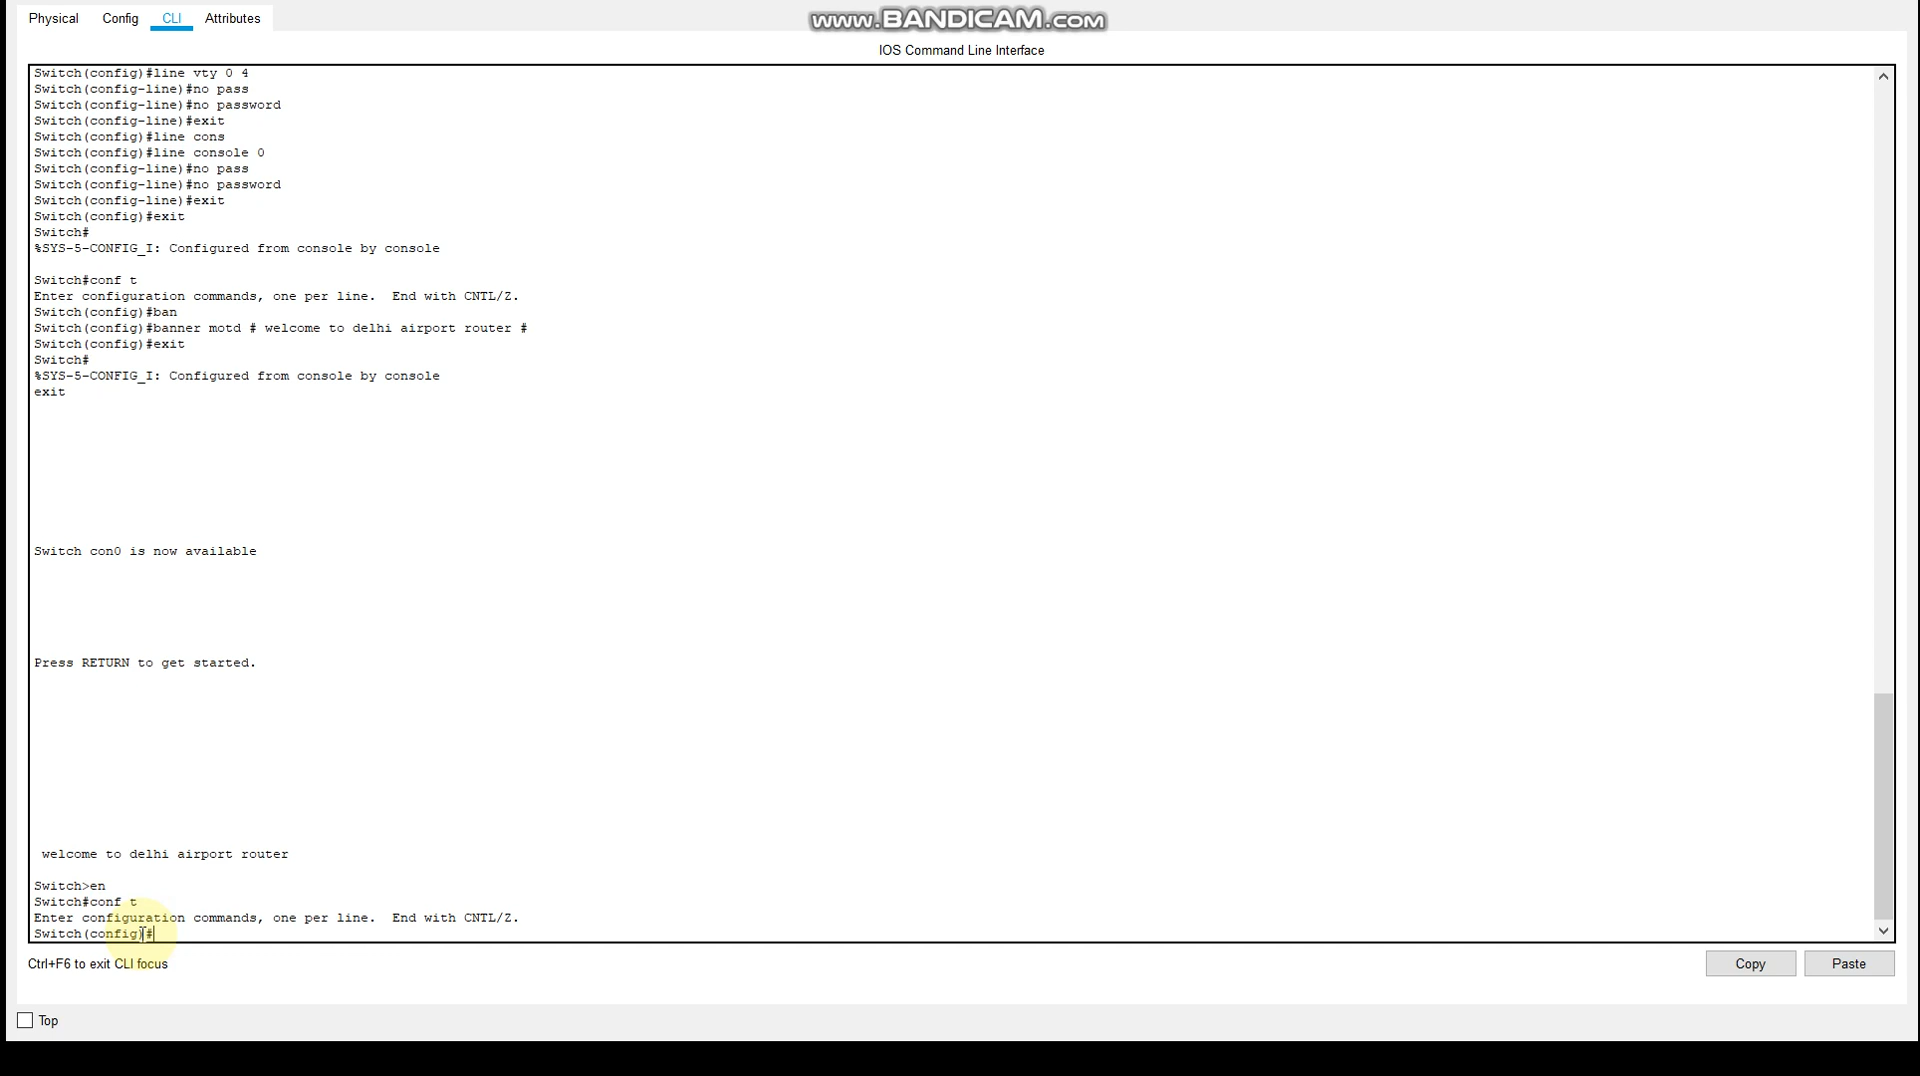 Physical Config CLI Attributes
www.BANDICAM.com
IOS Command Line Interface
Switch(config)#line vty 0 4
Switch(config-line)#no pass
Switch(config-line)#no password
Switch(config-line)#exit
Switch(config)#line cons
Switch(config)#line console 0
Switch(config-line)#no pass
Switch(config-line)#no password
Switch(config-line)#exit
Switch(config)#exit
Switch#
%SYS-5-CONFIG_I: Configured from console by console
Switch#conf t
Enter configuration commands, one per line.  End with CNTL/Z.
Switch(config)#ban
Switch(config)#banner motd # welcome to delhi airport router #
Switch(config)#exit
Switch#
%SYS-5-CONFIG_I: Configured from console by console
exit
Switch con0 is now available
Press RETURN to get started.
welcome to delhi airport router
Switch>en
Switch#conf t
Enter configuration commands, one per line.  End with CNTL/Z.
Switch(config)#
Ctrl+F6 to exit CLI focus
Copy Paste
Top